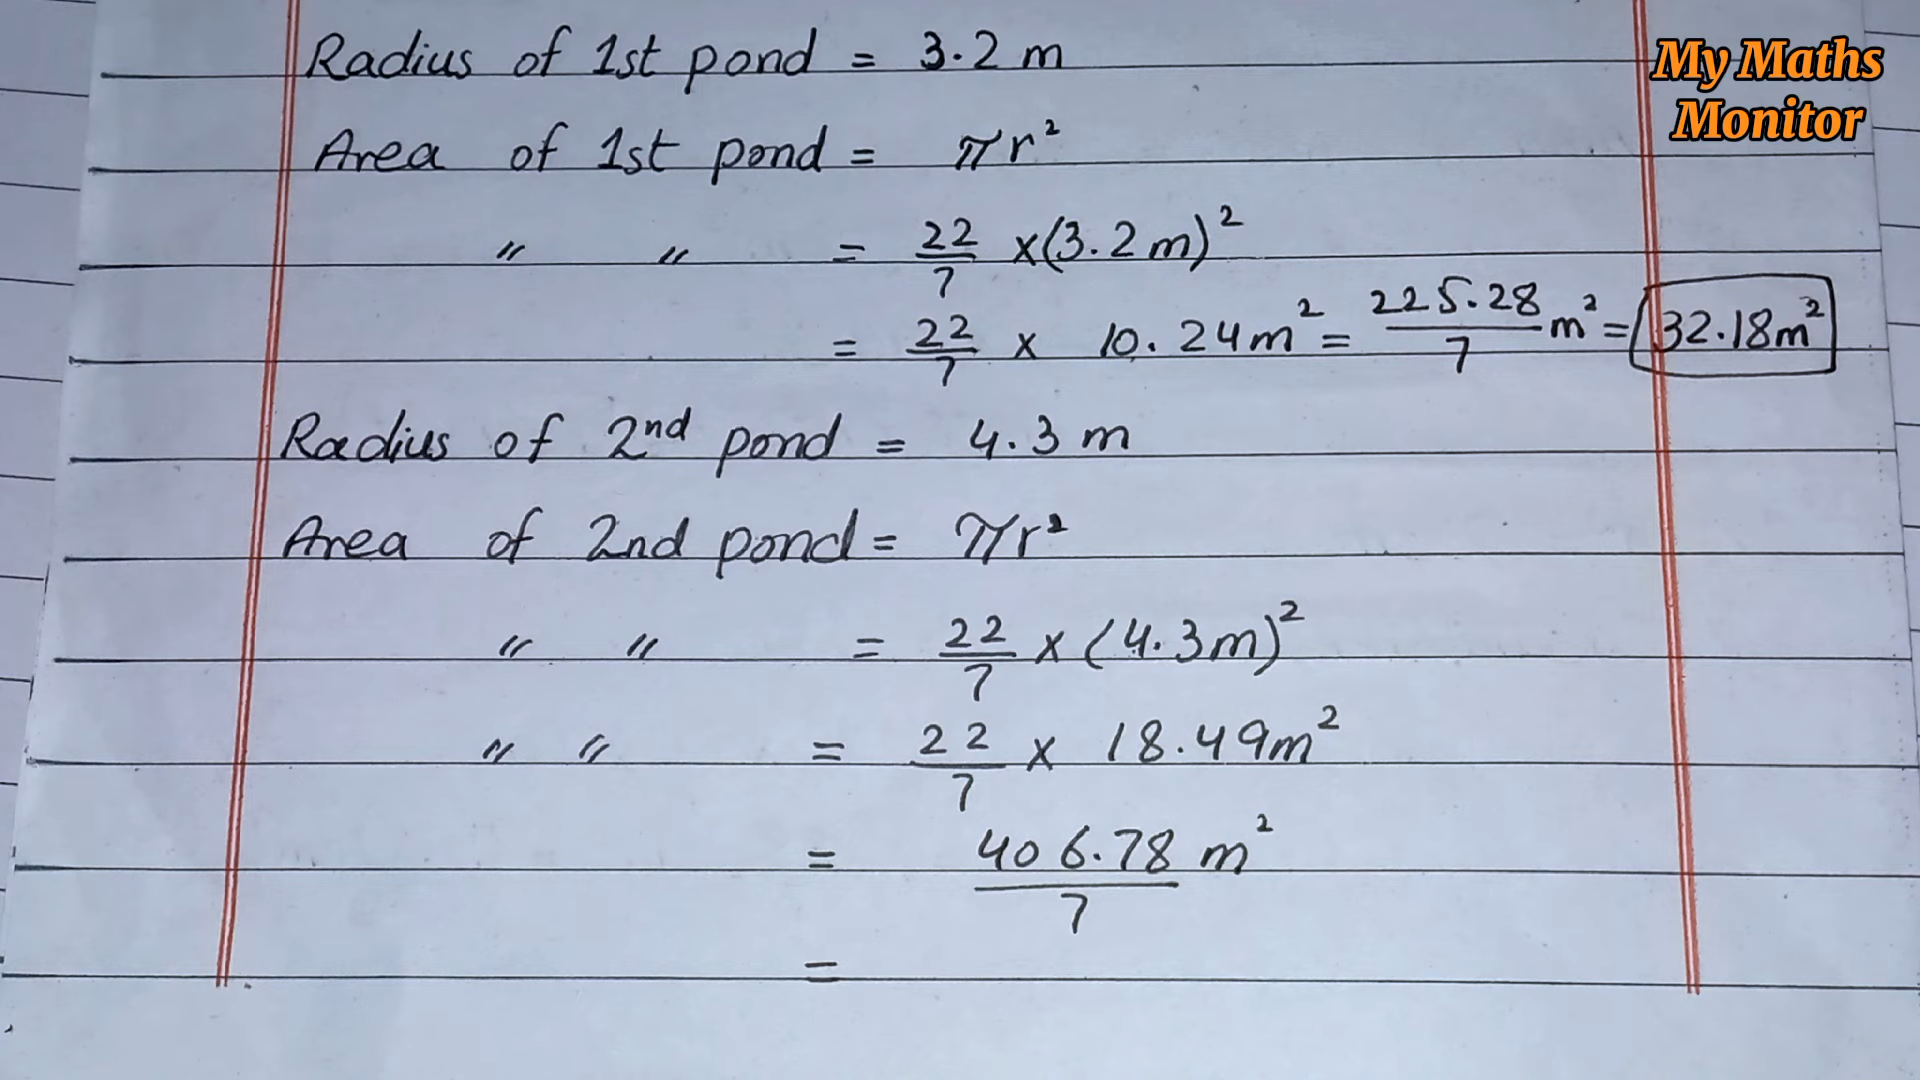 Radius of 1st pond = 3.2 m
My Maths
Monitor
Area of 1st pond = πr²
〃 〃 = 22/7 ×(3.2m)²
= 22/7 × 10.24m² = 225.28/7 m² = 32.18m²
Radius of 2nd pond = 4.3 m
Area of 2nd pond = πr²
〃 〃 = 22/7 × (4.3m)²
〃 〃 = 22/7 × 18.49m²
= 406.78/7 m²
=